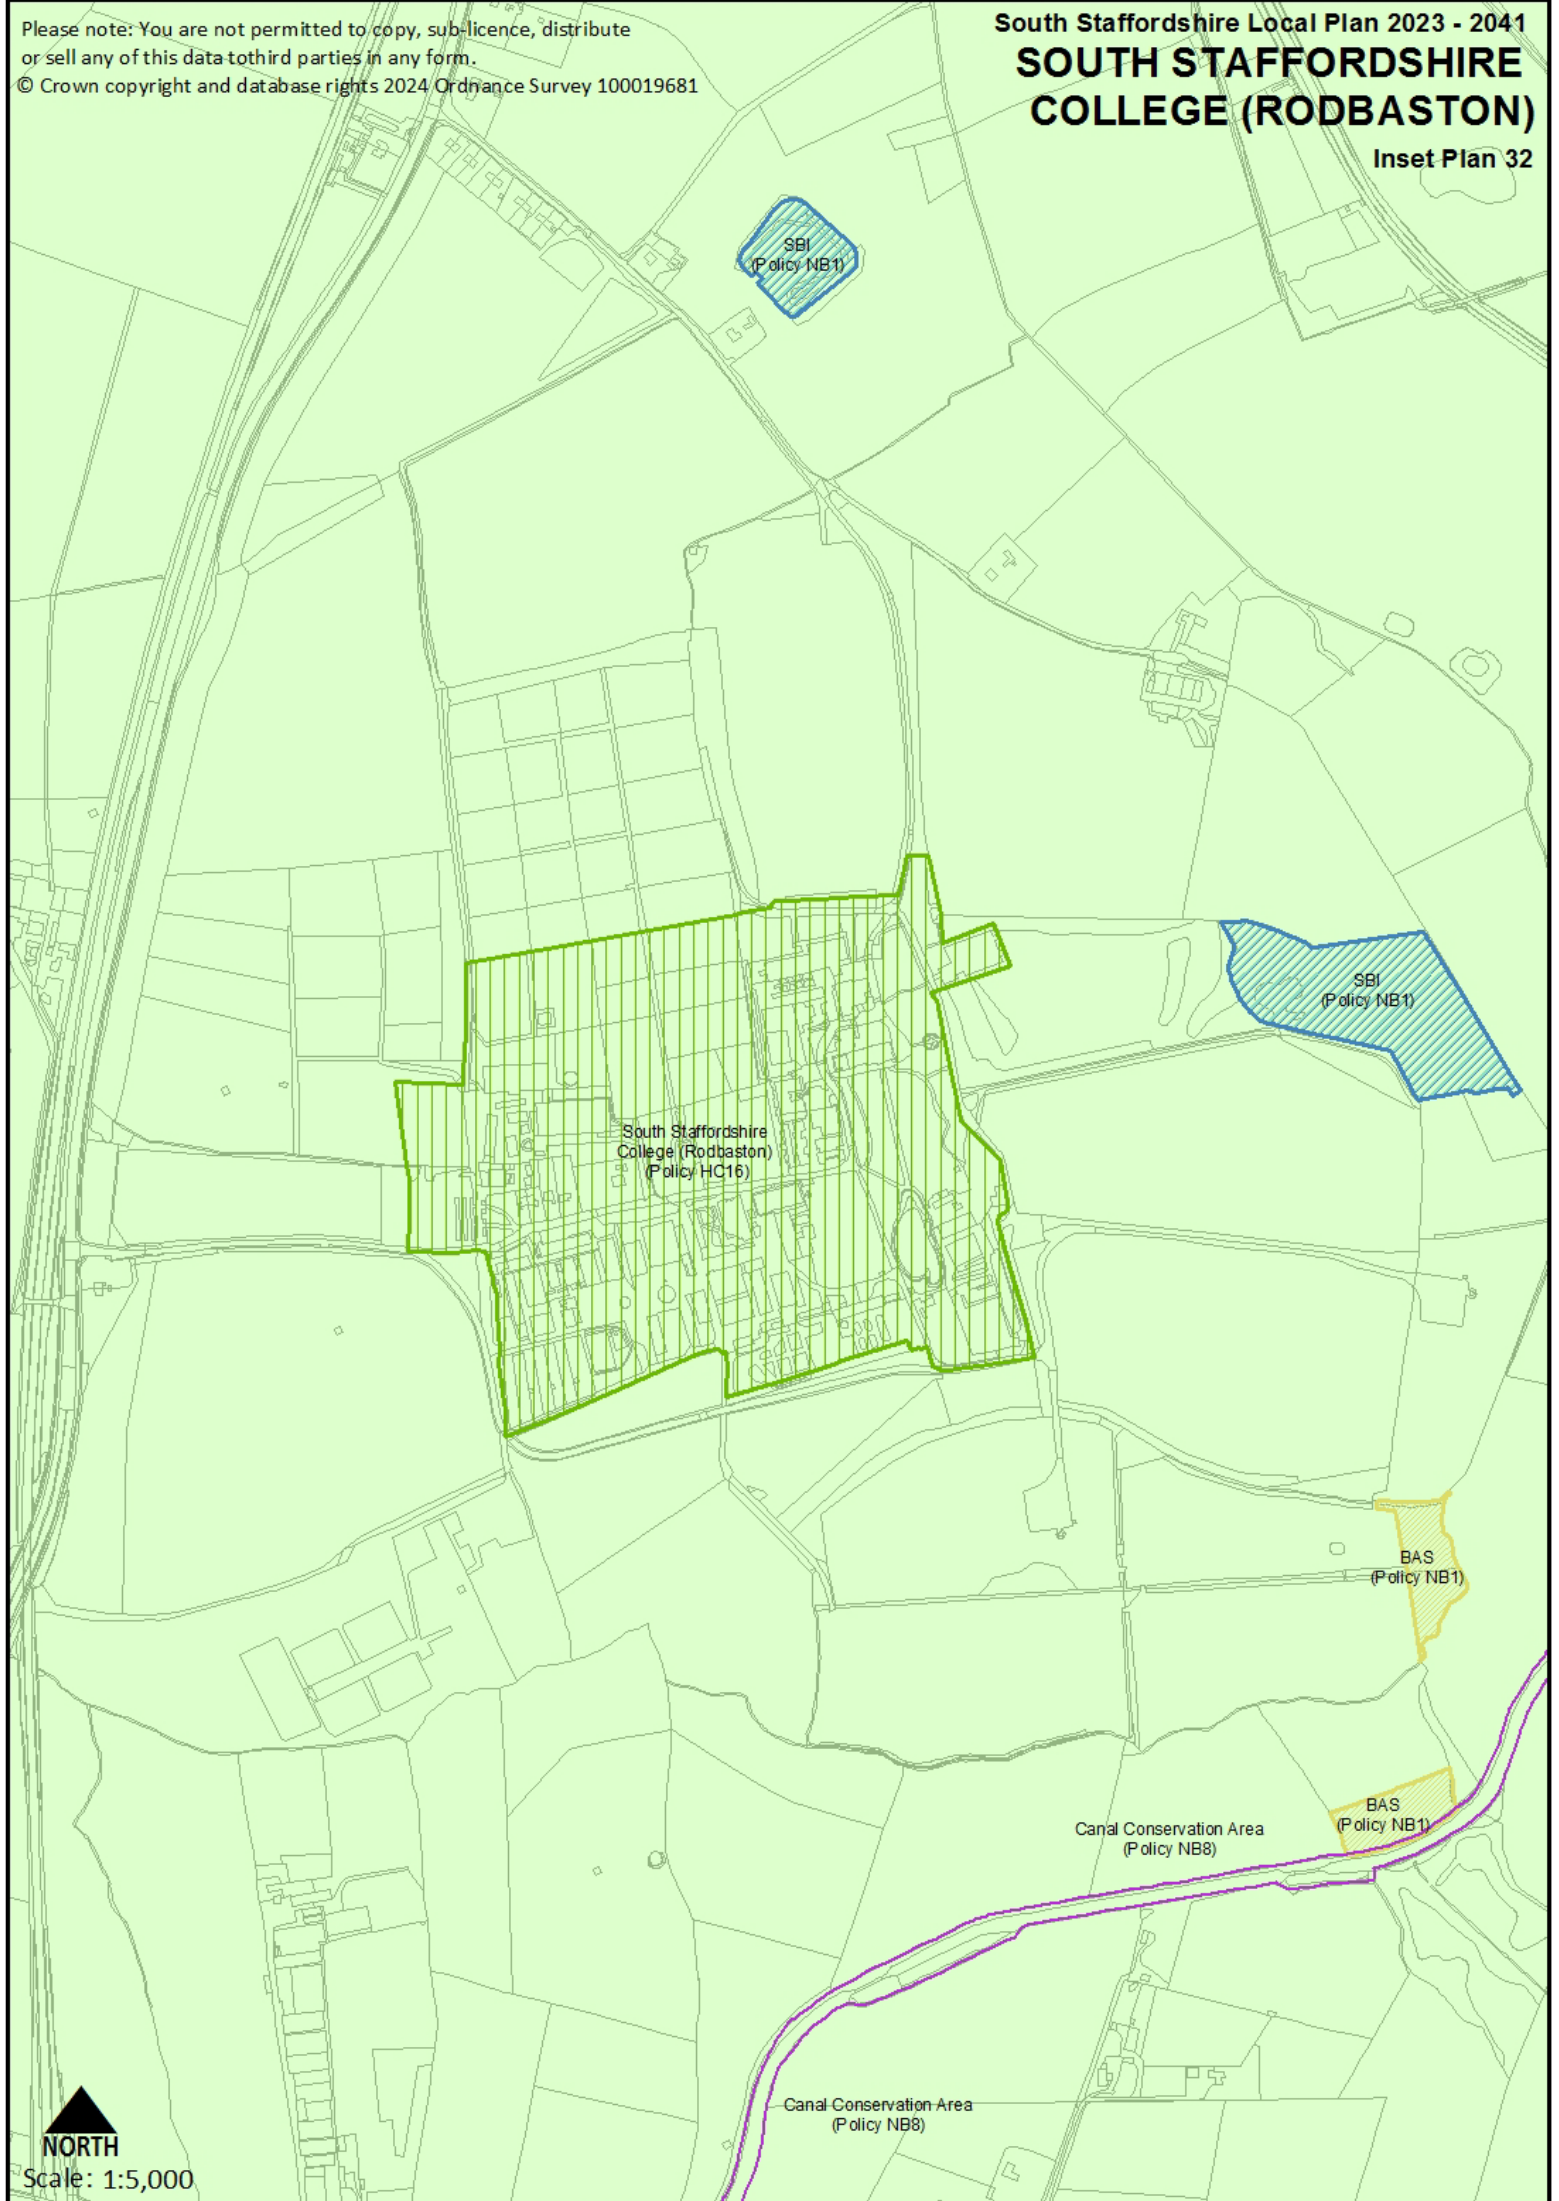 Please note: You are not permitted to copy, sub-licence, distribute
or sell any of this data tothird parties in any form.
© Crown copyright and database rights 2024 Ordnance Survey 100019681
South Staffordshire Local Plan 2023 - 2041
SOUTH STAFFORDSHIRE
COLLEGE (RODBASTON)
Inset Plan 32
SBI
(Policy NB1)
SBI
(Policy NB1)
South Staffordshire
College (Rodbaston)
(Policy HC16)
BAS
(Policy NB1)
BAS
(Policy NB1)
Canal Conservation Area
(Policy NB8)
Canal Conservation Area
(Policy NB8)
NORTH
Scale: 1:5,000